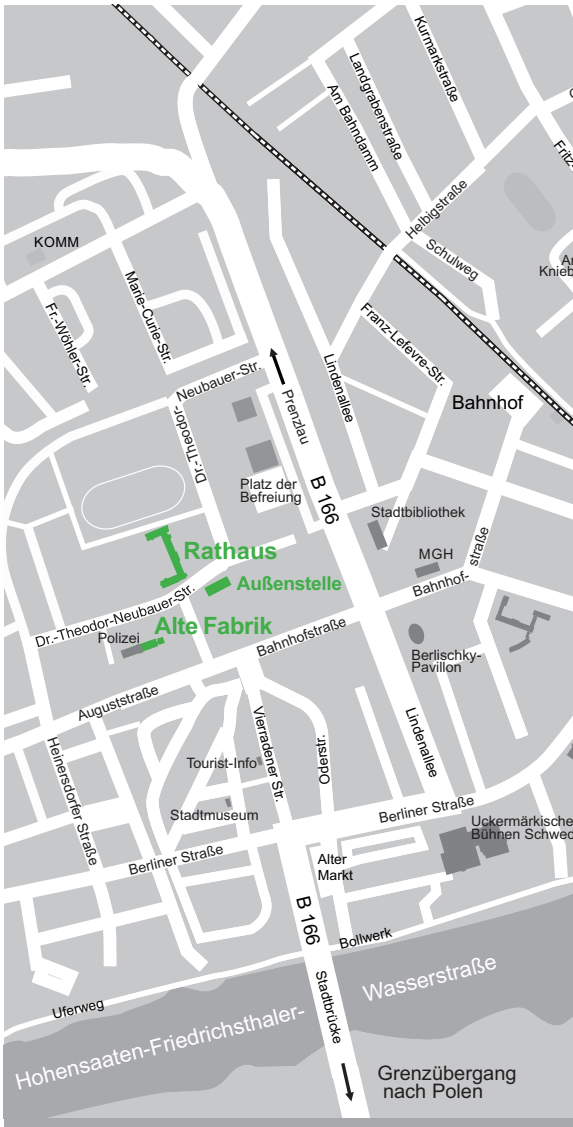 Kurmarkstraße
Landgrabenstraße
Am Bahndamm
Helbigstraße
Schulweg
KOMM
Marie-Curie-Str.
Fr.-Wöhler-Str.
Franz-Lefevre-Str.
Lindenallee
Neubauer-Str.
Dr.-Theodor-
Prenzlau
Bahnhof
B 166
Platz der
Befreiung
Stadtbibliothek
MGH
Bahnhof-
straße
Rathaus
Außenstelle
Dr.-Theodor-Neubauer-Str.
Alte Fabrik
Polizei
Bahnhofstraße
Berlischky-
Pavillon
Auguststraße
Heinersdorfer Straße
Vierradener Str.
Oderstr.
Lindenallee
Tourist-Info
Stadtmuseum
Berliner Straße
Berliner Straße
Uckermärkische
Bühnen Schwed
Alter
Markt
B 166
Bollwerk
Uferweg
Stadtbrücke
Hohensaaten-Friedrichsthaler-
Wasserstraße
Grenzübergang
nach Polen